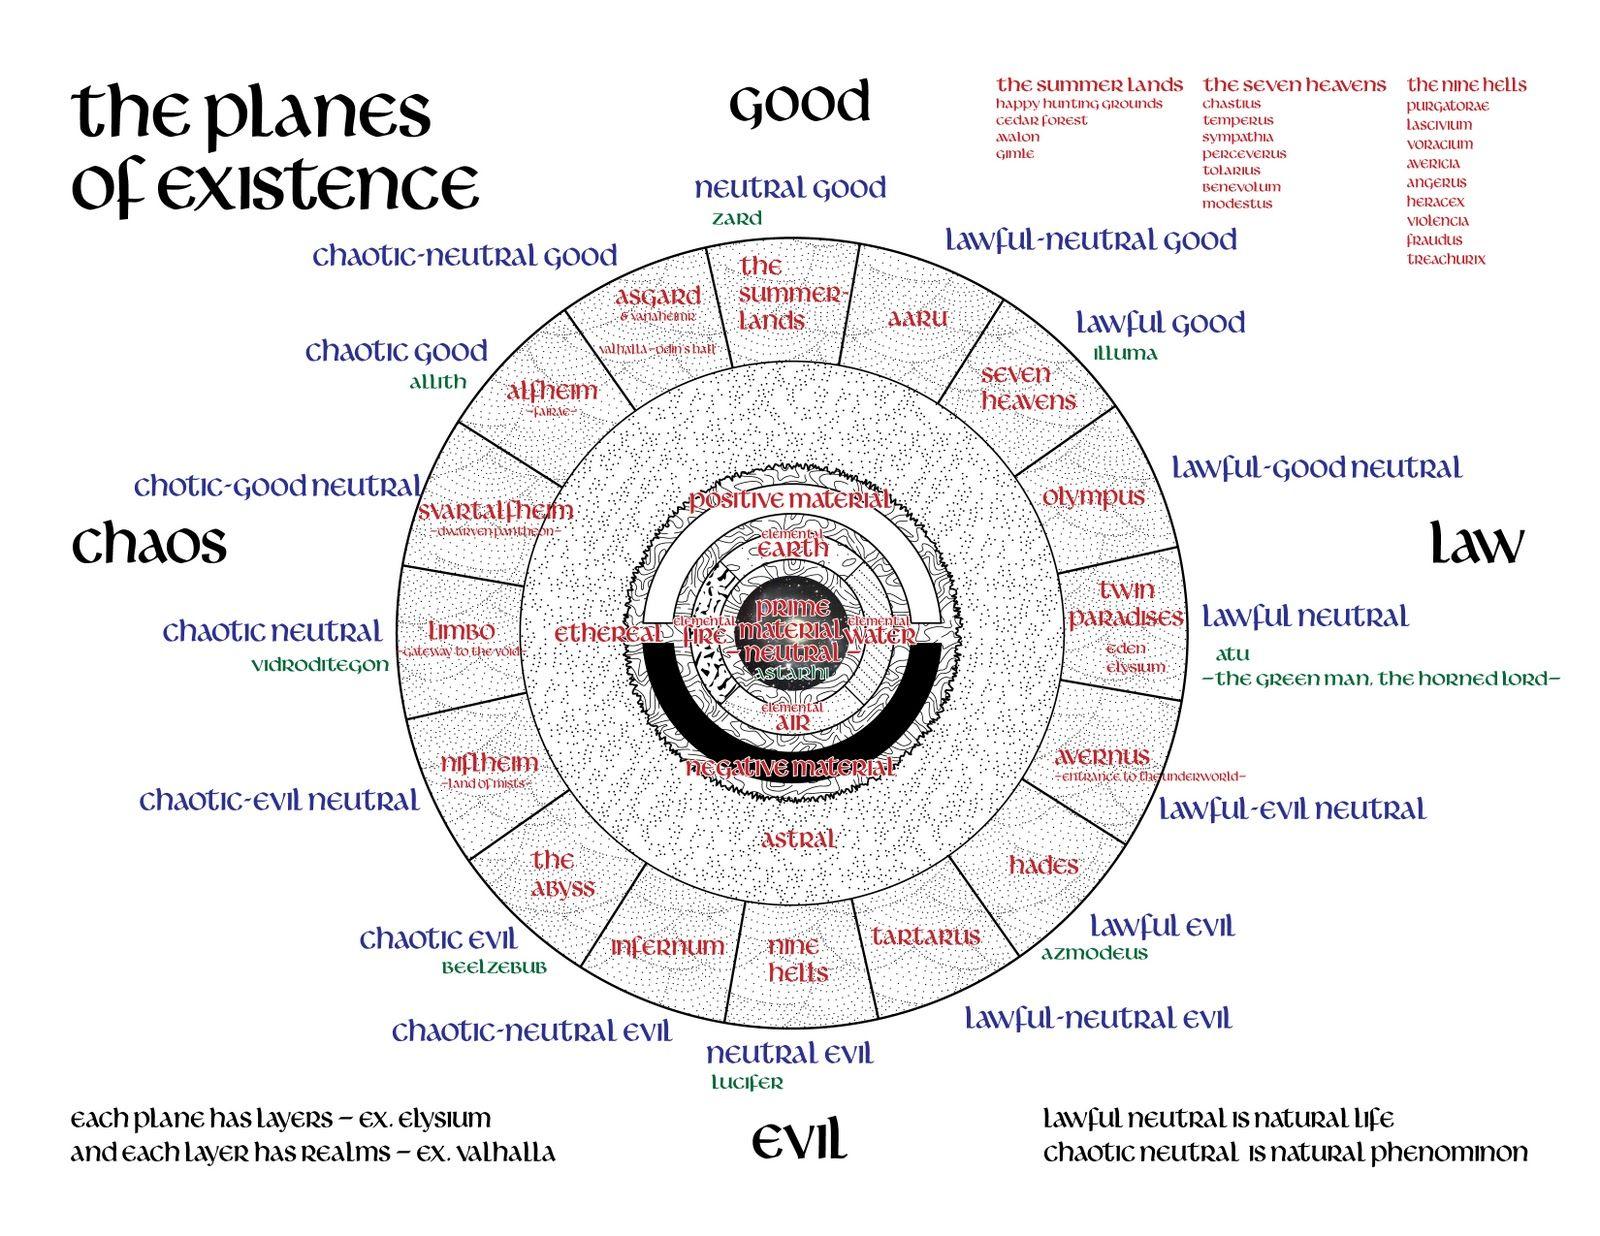 the planes
of existence
good
the summer lands
happy hunting grounds
cedar forest
avalon
gimle
the seven heavens
chastius
temperus
sympathia
perceverus
tolarius
benevolum
modestus
the nine hells
purgatorae
lascivium
voracium
avericia
angerus
heracex
violencia
fraudus
treachurix
neutral good
zard
lawful-neutral good
chaotic-neutral good
lawful good
illuma
chaotic good
allith
lawful-good neutral
chotic-good neutral
chaos
law
chaotic neutral
vidroditegon
lawful neutral
atu
-the green man, the horned lord-
chaotic-evil neutral
lawful-evil neutral
chaotic evil
beelzebub
lawful evil
azmodeus
chaotic-neutral evil
lawful-neutral evil
neutral evil
lucifer
evil
the
summer-
lands
aaru
seven
heavens
olympus
twin
paradises
eden
elysium
avernus
-entrance to the underworld-
hades
tartarus
nine
hells
infernum
the
abyss
niflheim
-land of mists-
limbo
-gateway to the void-
svartalfheim
-dwarven pantheon-
alfheim
-fairae-
asgard
& vanaheimr
valhalla-odin's hall
positive material
elemental
earth
prime
material
-neutral-
astarhi
ethereal
elemental
fire
elemental
water
elemental
air
negative material
astral
each plane has layers - ex. elysium
and each layer has realms - ex. valhalla
lawful neutral is natural life
chaotic neutral is natural phenominon